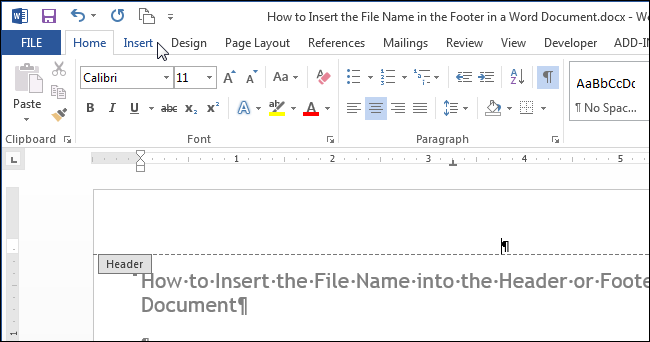 How to Insert the File Name in the Footer in a Word Document.docx - Wo
FILE Home Insert Design Page Layout References Mailings Review View Developer ADD-IN
Calibri 11 A A Aa A Z ¶ AaBbCcDc
Paste B I U abc x₂ x² A A ¶ No Spac...
Clipboard Font Paragraph
L 1 2 3 4 5
¶
Header
How·to·Insert·the·File·Name·into·the·Header·or·Foote
Document¶
¶
1